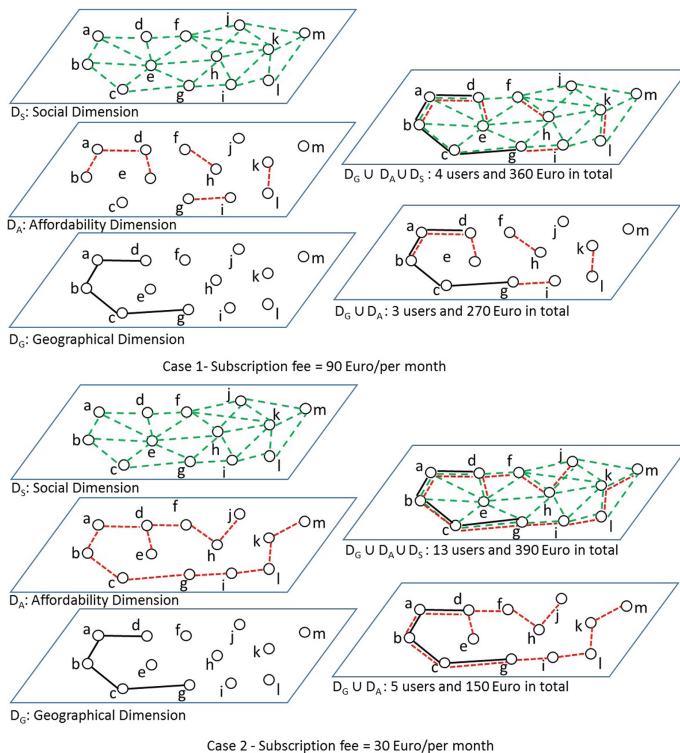 j
a d f m
k
b e h
c g i l
D_S: Social Dimension
a d f j m
k
b e h
c g i l
D_A: Affordability Dimension
a d f j m
k
b e h
c g i l
D_G: Geographical Dimension
j
a d f k m
b e h
c g i l
D_G ∪ D_A ∪ D_S : 4 users and 360 Euro in total
a d f j m
k
b e h
c g i l
D_G ∪ D_A : 3 users and 270 Euro in total
Case 1- Subscription fee = 90 Euro/per month
j
a d f m
k
b e h
c g i l
D_S: Social Dimension
a d f j m
k
b e h
c g i l
D_A: Affordability Dimension
a d f j m
k
b e h
c g i l
D_G: Geographical Dimension
j
a d f k m
b e h
c g i l
D_G ∪ D_A ∪ D_S : 13 users and 390 Euro in total
a d f j m
k
b e h
c g i l
D_G ∪ D_A : 5 users and 150 Euro in total
Case 2 - Subscription fee = 30 Euro/per month